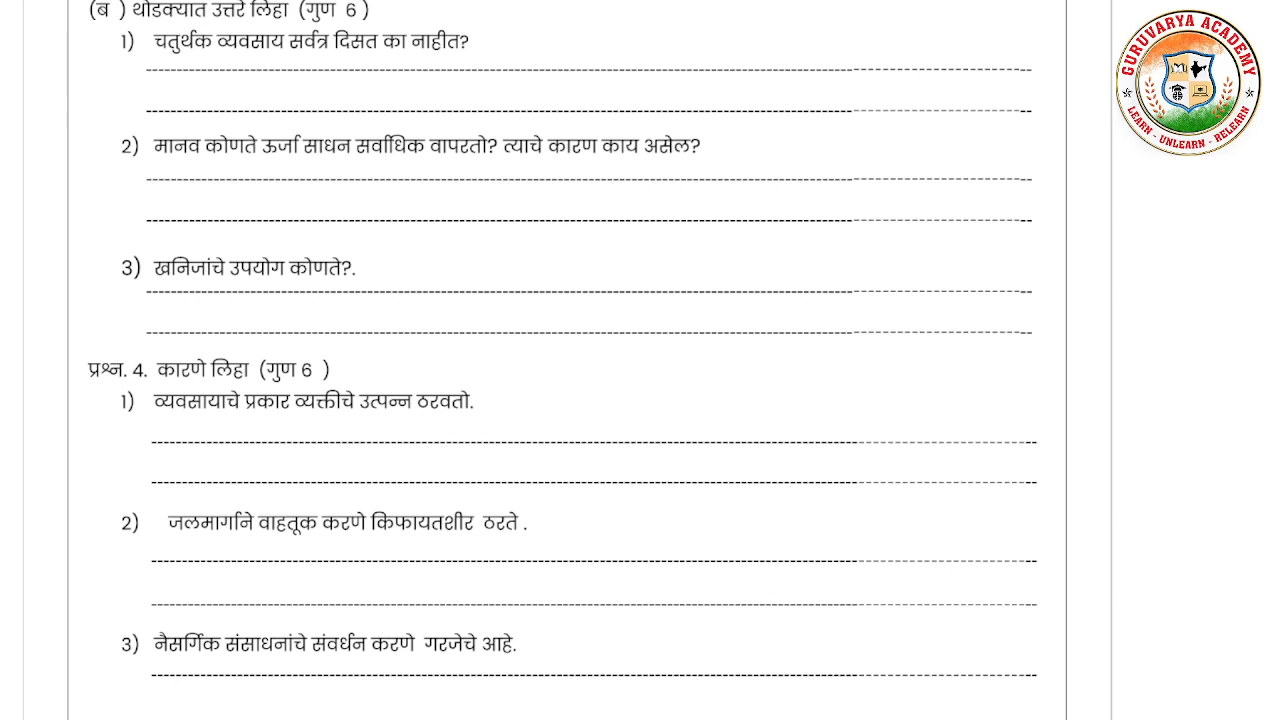 (ब ) थोडक्यात उत्तरे लिहा (गुण 6 )
1) चतुर्थक व्यवसाय सर्वत्र दिसत का नाहीत?
2) मानव कोणते ऊर्जा साधन सर्वाधिक वापरतो? त्याचे कारण काय असेल?
3) खनिजांचे उपयोग कोणते?.
प्रश्न. 4. कारणे लिहा (गुण 6 )
1) व्यवसायाचे प्रकार व्यक्तीचे उत्पन्न ठरवतो.
2) जलमार्गाने वाहतूक करणे किफायतशीर ठरते .
3) नैसर्गिक संसाधनांचे संवर्धन करणे गरजेचे आहे.
GURUVARYA ACADEMY
LEARN - UNLEARN - RELEARN